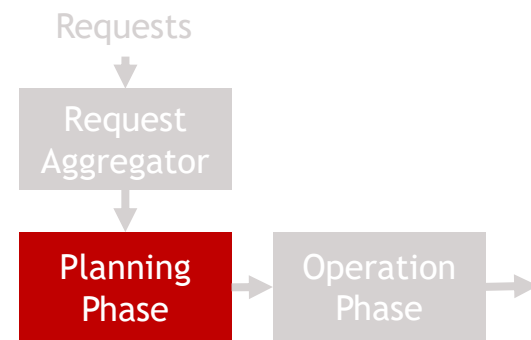 Requests
Request
Aggregator
Planning
Phase
Operation
Phase